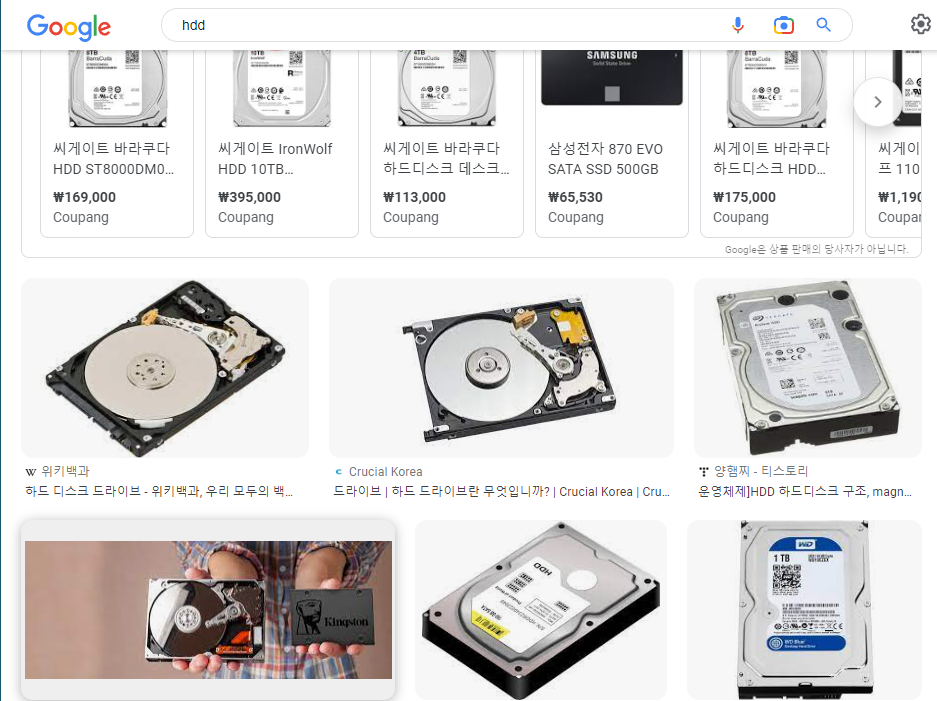 Google
hdd
8TB
BarraCuda
10TB
IronWolf
4TB
BarraCuda
SAMSUNG
Solid State Drive
BarraCuda
씨게이트 바라쿠다
HDD ST8000DM0...
₩169,000
Coupang
씨게이트 IronWolf
HDD 10TB...
₩395,000
Coupang
씨게이트 바라쿠다
하드디스크 데스크...
₩113,000
Coupang
삼성전자 870 EVO
SATA SSD 500GB
₩65,530
Coupang
씨게이트 바라쿠다
하드디스크 HDD...
₩175,000
Coupang
씨게이
프 110
₩1,190
Coupang
Google은 상품 판매의 당사자가 아닙니다.
W 위키백과
하드 디스크 드라이브 - 위키백과, 우리 모두의 백...
Crucial Korea
드라이브 | 하드 드라이브란 무엇입니까? | Crucial Korea | Cru...
양햄찌 - 티스토리
운영체제]HDD 하드디스크 구조, magn...
Kingston
HDD
WD
1 TB
WD Blue